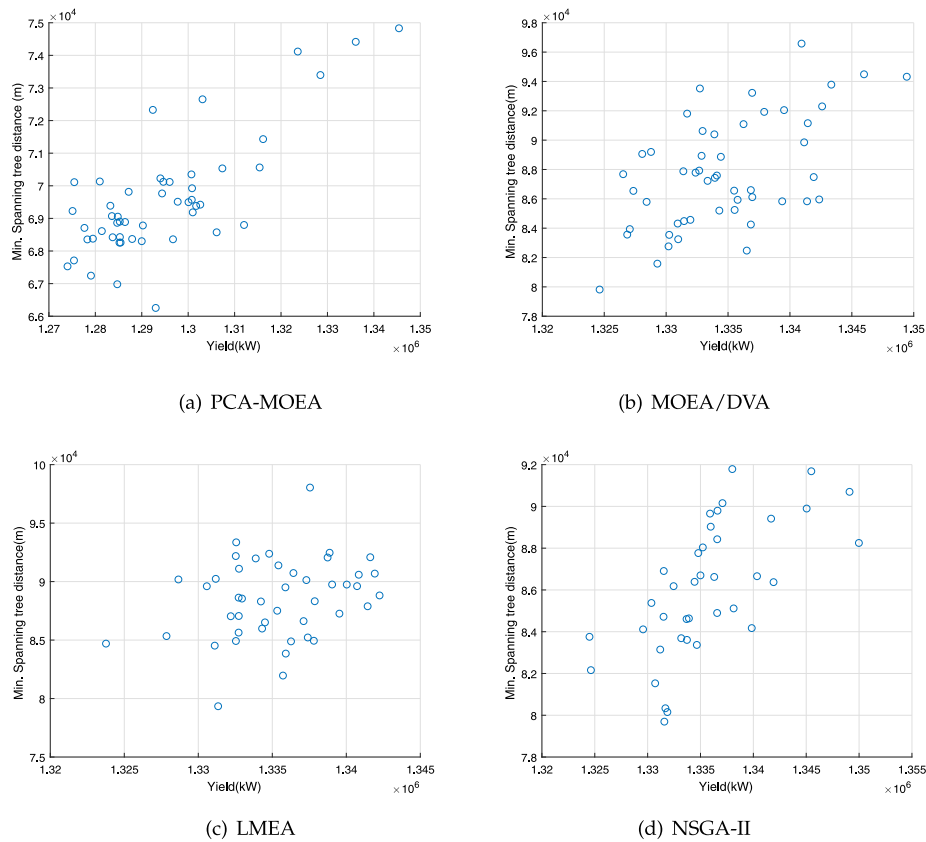 ×10⁴
7.5
7.4
7.3
7.2
7.1
7
6.9
6.8
6.7
6.6
Min. Spanning tree distance (m)
1.27 1.28 1.29 1.3 1.31 1.32 1.33 1.34 1.35
Yield(kW)
×10⁶
(a) PCA-MOEA
×10⁴
9.8
9.6
9.4
9.2
9
8.8
8.6
8.4
8.2
8
7.8
Min. Spanning tree distance(m)
1.32 1.325 1.33 1.335 1.34 1.345 1.35
Yield(kW)
×10⁶
(b) MOEA/DVA
×10⁴
10
9.5
9
8.5
8
7.5
Min. Spanning tree distance(m)
1.32 1.325 1.33 1.335 1.34 1.345
Yield(kW)
×10⁶
(c) LMEA
×10⁴
9.2
9
8.8
8.6
8.4
8.2
8
7.8
Min. Spanning tree distance(m)
1.32 1.325 1.33 1.335 1.34 1.345 1.35 1.355
Yield(kW)
×10⁶
(d) NSGA-II